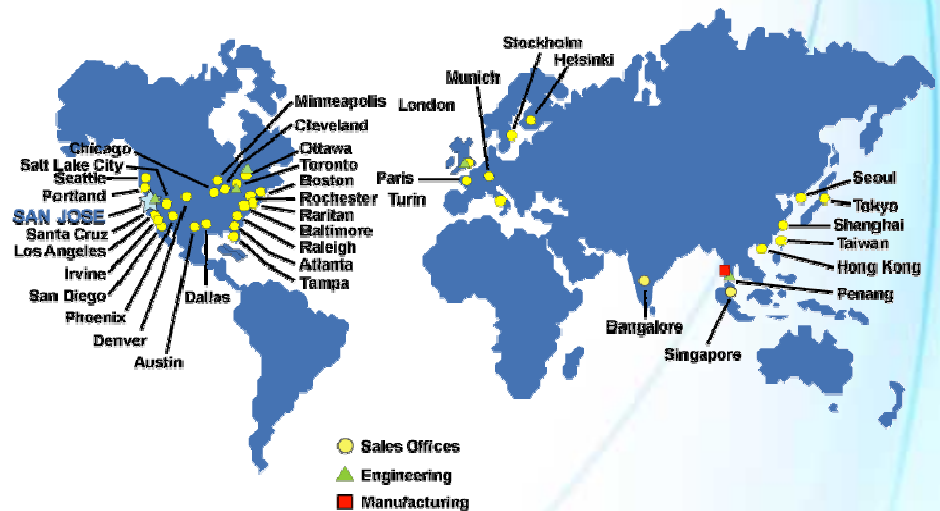 Stockholm
Helsinki
Munich
London
Minneapolis
Cleveland
Chicago
Ottawa
Salt Lake City
Toronto
Seattle
Boston
Portland
Rochester
SAN JOSE
Raritan
Santa Cruz
Baltimore
Los Angeles
Raleigh
Irvine
Atlanta
San Diego
Tampa
Phoenix
Dallas
Denver
Austin
Paris
Turin
Seoul
Tokyo
Shanghai
Taiwan
Hong Kong
Penang
Bangalore
Singapore
Sales Offices
Engineering
Manufacturing